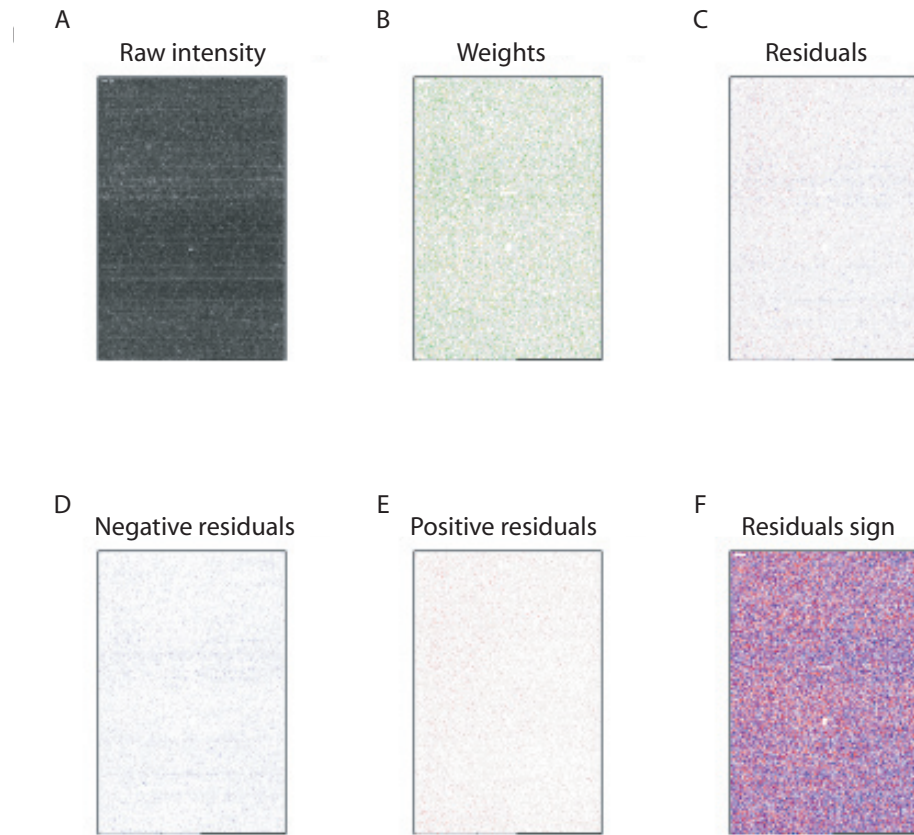 A
Raw intensity
B
Weights
C
Residuals
D
Negative residuals
E
Positive residuals
F
Residuals sign